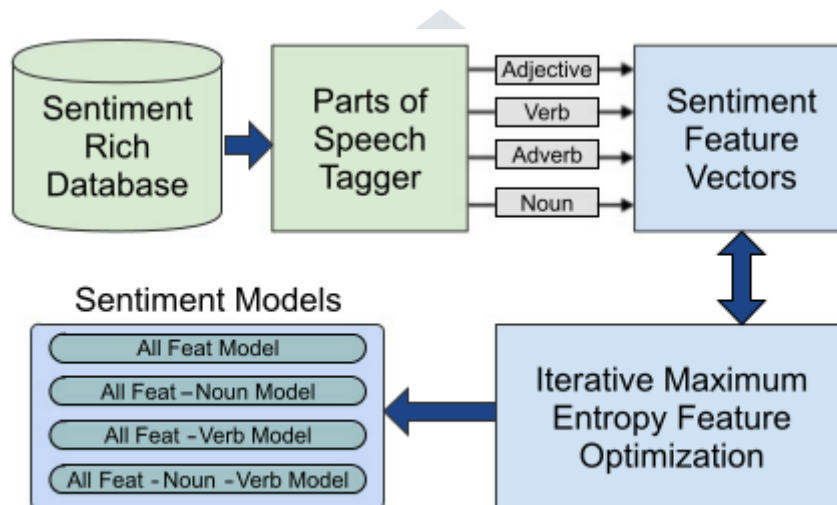 Sentiment
Rich
Database
Parts of
Speech
Tagger
Adjective
Verb
Adverb
Noun
Sentiment
Feature
Vectors
Sentiment Models
All Feat Model
All Feat – Noun Model
All Feat - Verb Model
All Feat - Noun - Verb Model
Iterative Maximum
Entropy Feature
Optimization